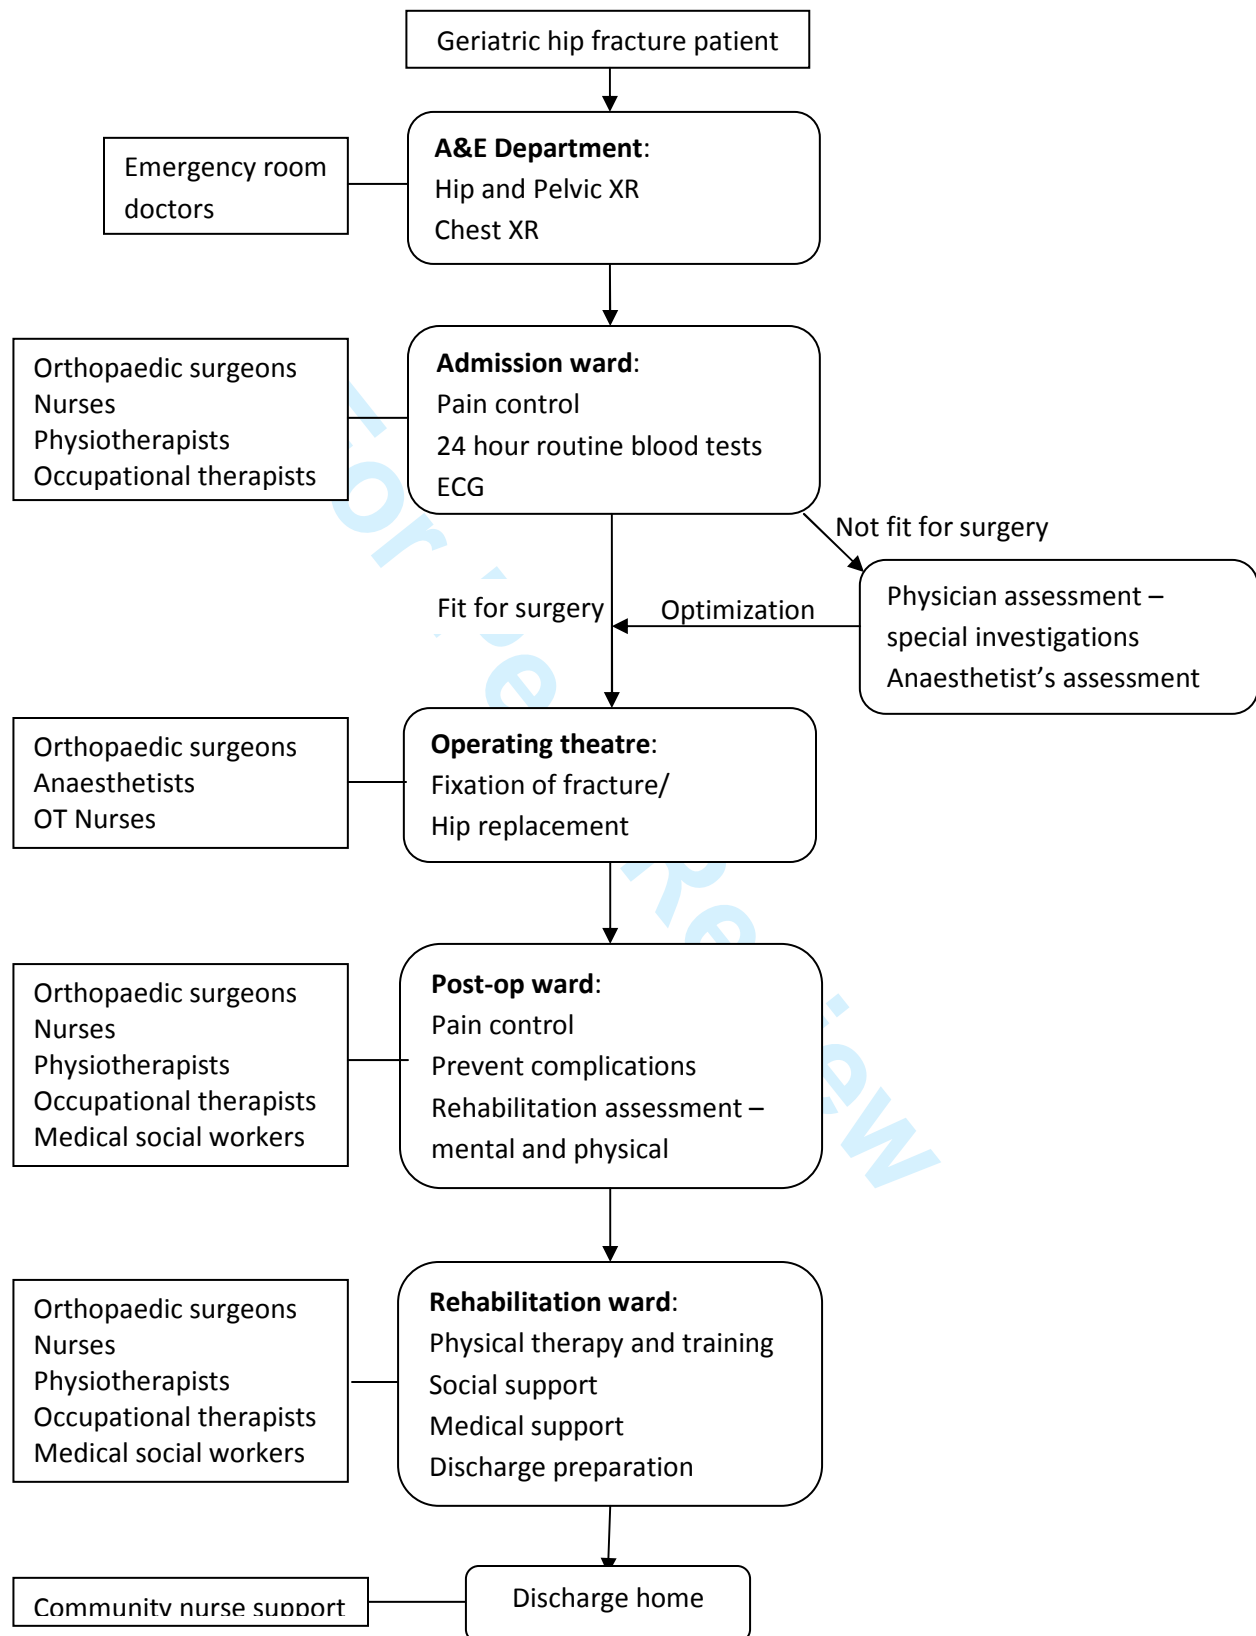 Geriatric hip fracture patient
Emergency room
doctors
A&E Department:
Hip and Pelvic XR
Chest XR
Orthopaedic surgeons
Nurses
Physiotherapists
Occupational therapists
Admission ward:
Pain control
24 hour routine blood tests
ECG
Not fit for surgery
Fit for surgery
Optimization
Physician assessment –
special investigations
Anaesthetist’s assessment
Orthopaedic surgeons
Anaesthetists
OT Nurses
Operating theatre:
Fixation of fracture/
Hip replacement
Orthopaedic surgeons
Nurses
Physiotherapists
Occupational therapists
Medical social workers
Post-op ward:
Pain control
Prevent complications
Rehabilitation assessment –
mental and physical
Orthopaedic surgeons
Nurses
Physiotherapists
Occupational therapists
Medical social workers
Rehabilitation ward:
Physical therapy and training
Social support
Medical support
Discharge preparation
Community nurse support
Discharge home
For Review